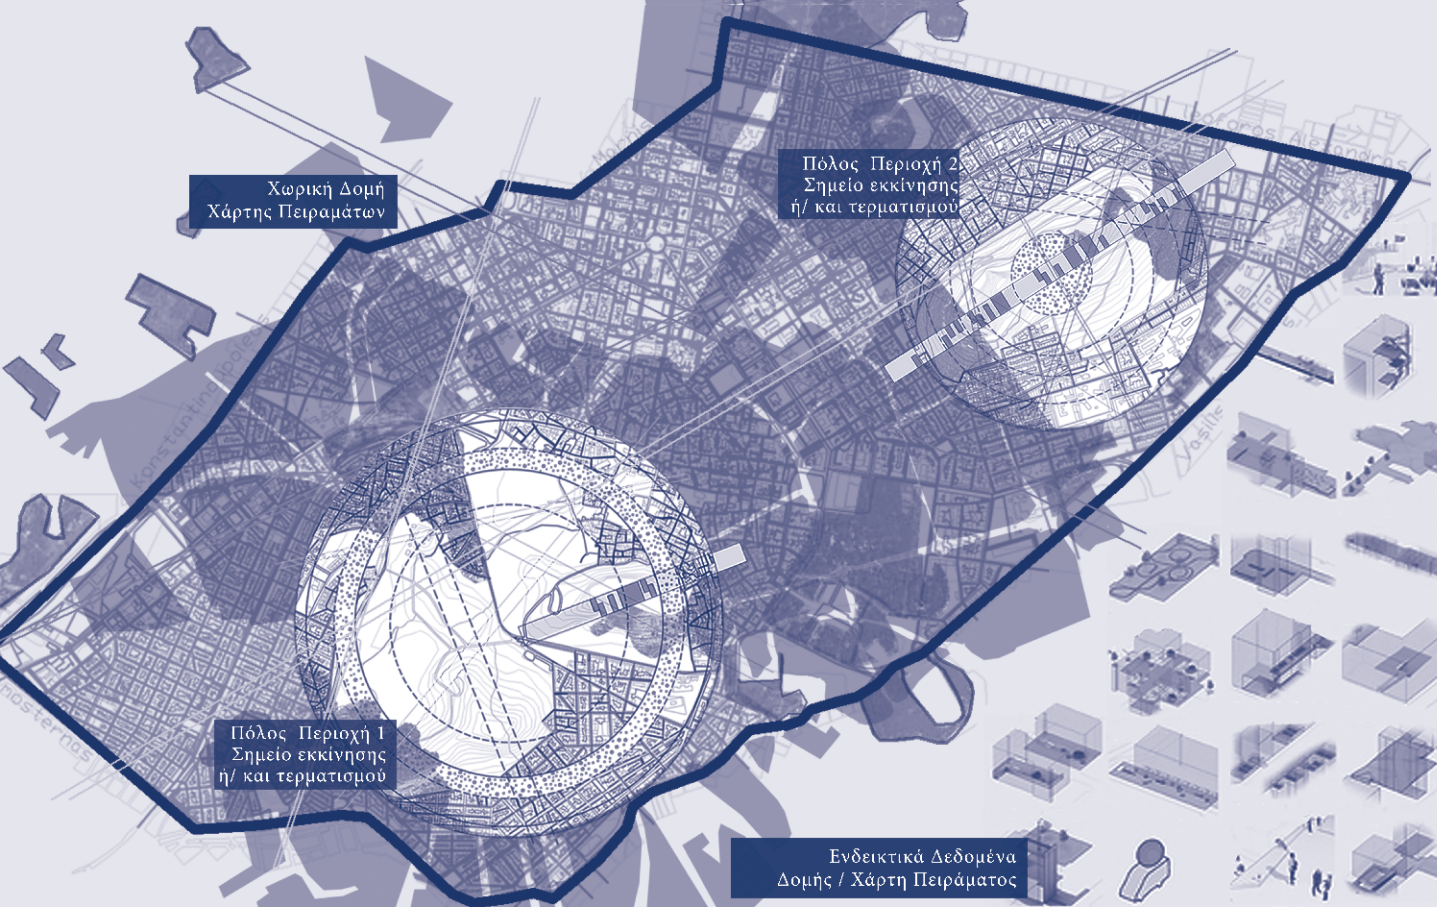 Πόλος Περιοχή 2
Σημείο εκκίνησης
ή/ και τερματισμού
Χωρική Δομή
Χάρτης Πειραμάτων
Πόλος Περιοχή 1
Σημείο εκκίνησης
ή/ και τερματισμού
Ενδεικτικά Δεδομένα
Δομής / Χάρτη Πειράματος